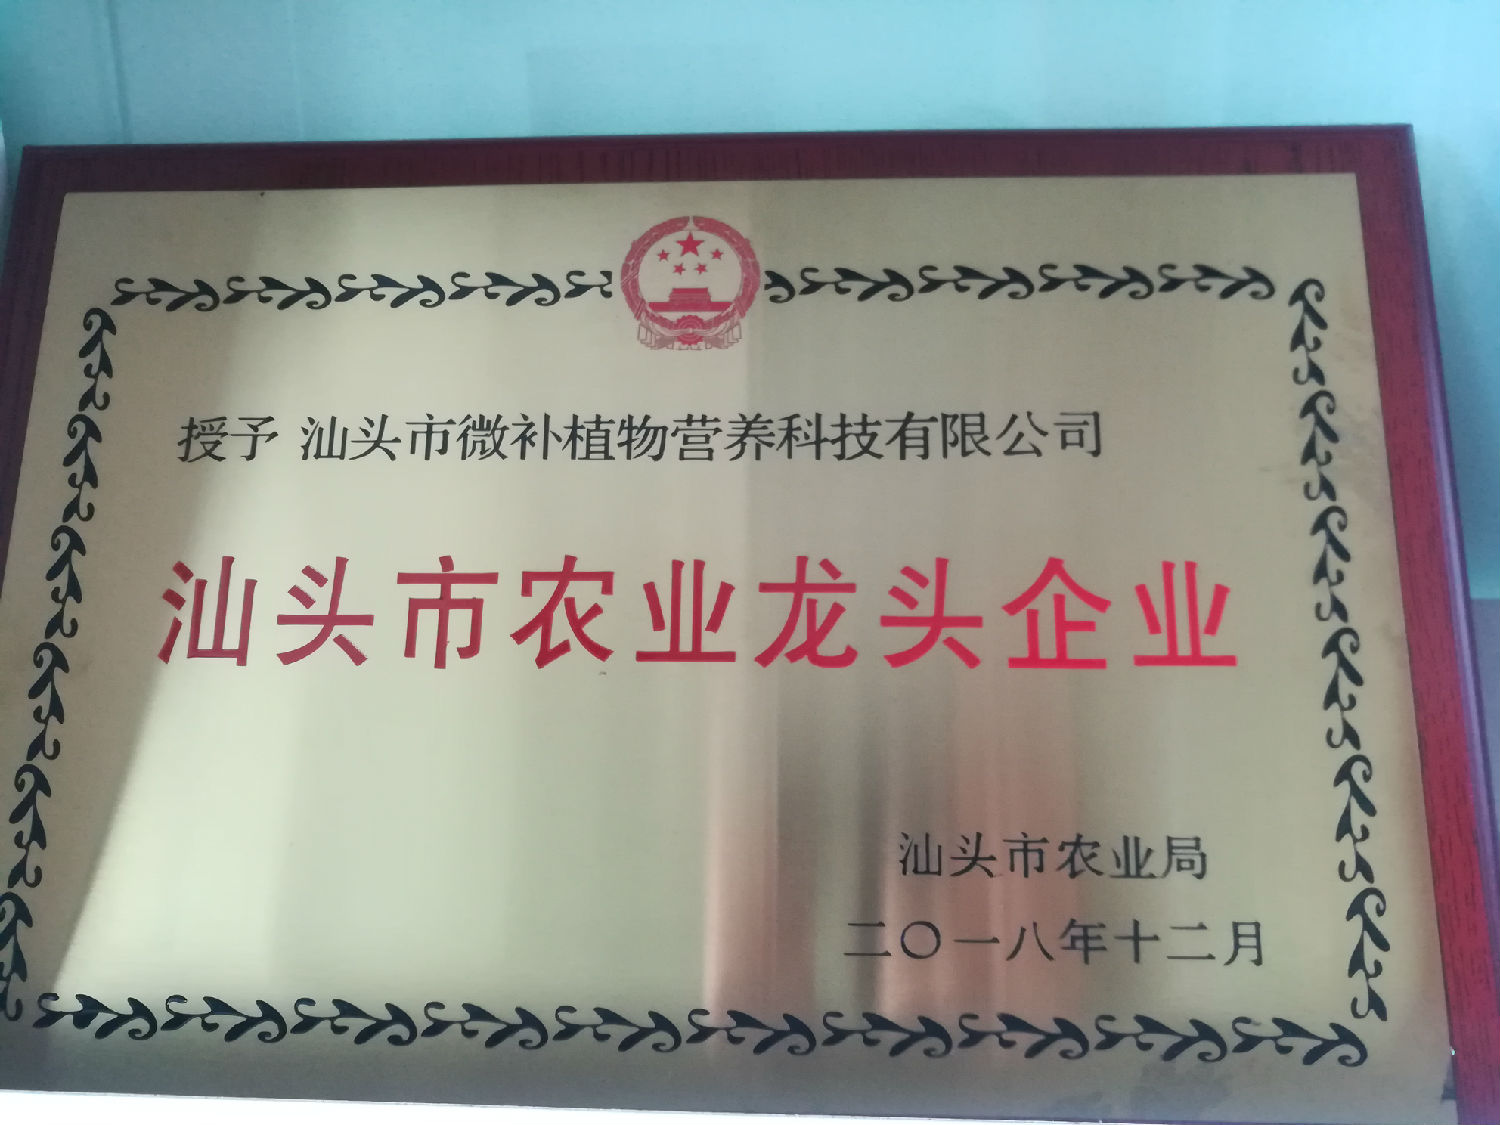 授予 汕头市微补植物营养科技有限公司
汕头市农业龙头企业
汕头市农业局
二〇一八年十二月